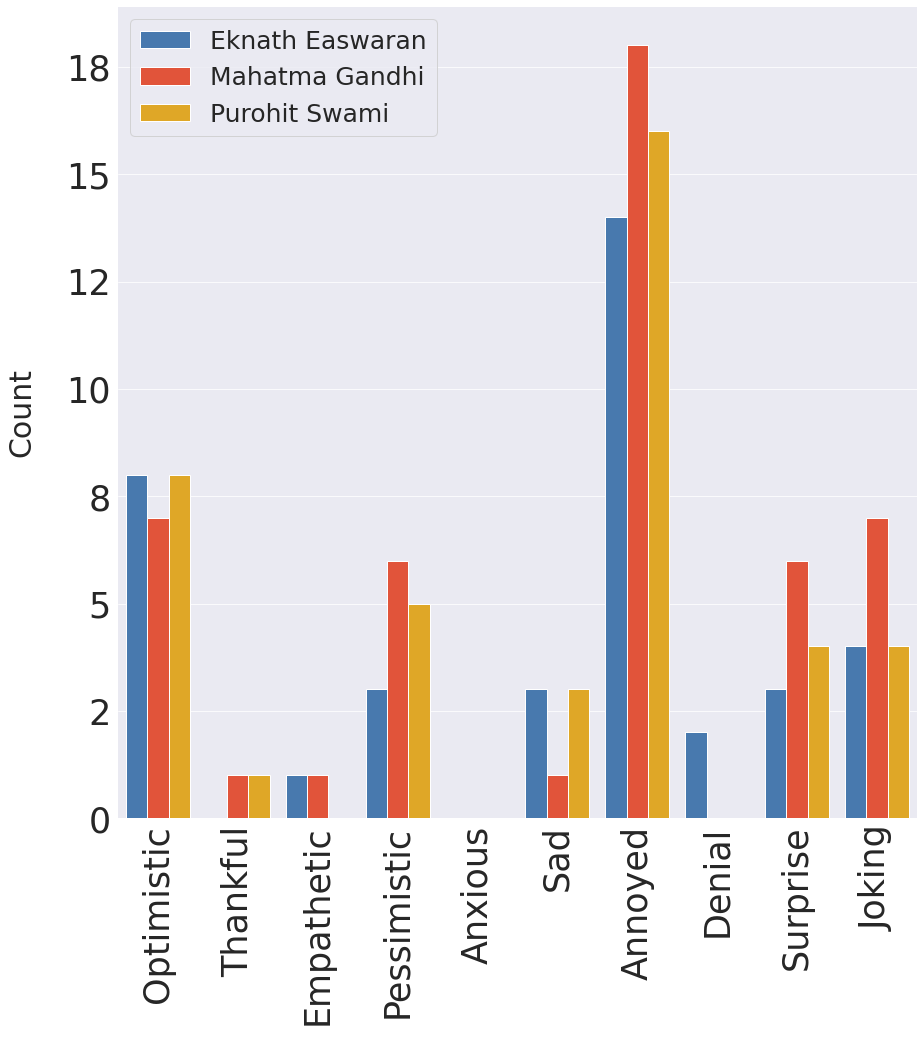 Eknath Easwaran
Mahatma Gandhi
Purohit Swami
18
15
12
10
8
5
2
0
Count
Optimistic
Thankful
Empathetic
Pessimistic
Anxious
Sad
Annoyed
Denial
Surprise
Joking